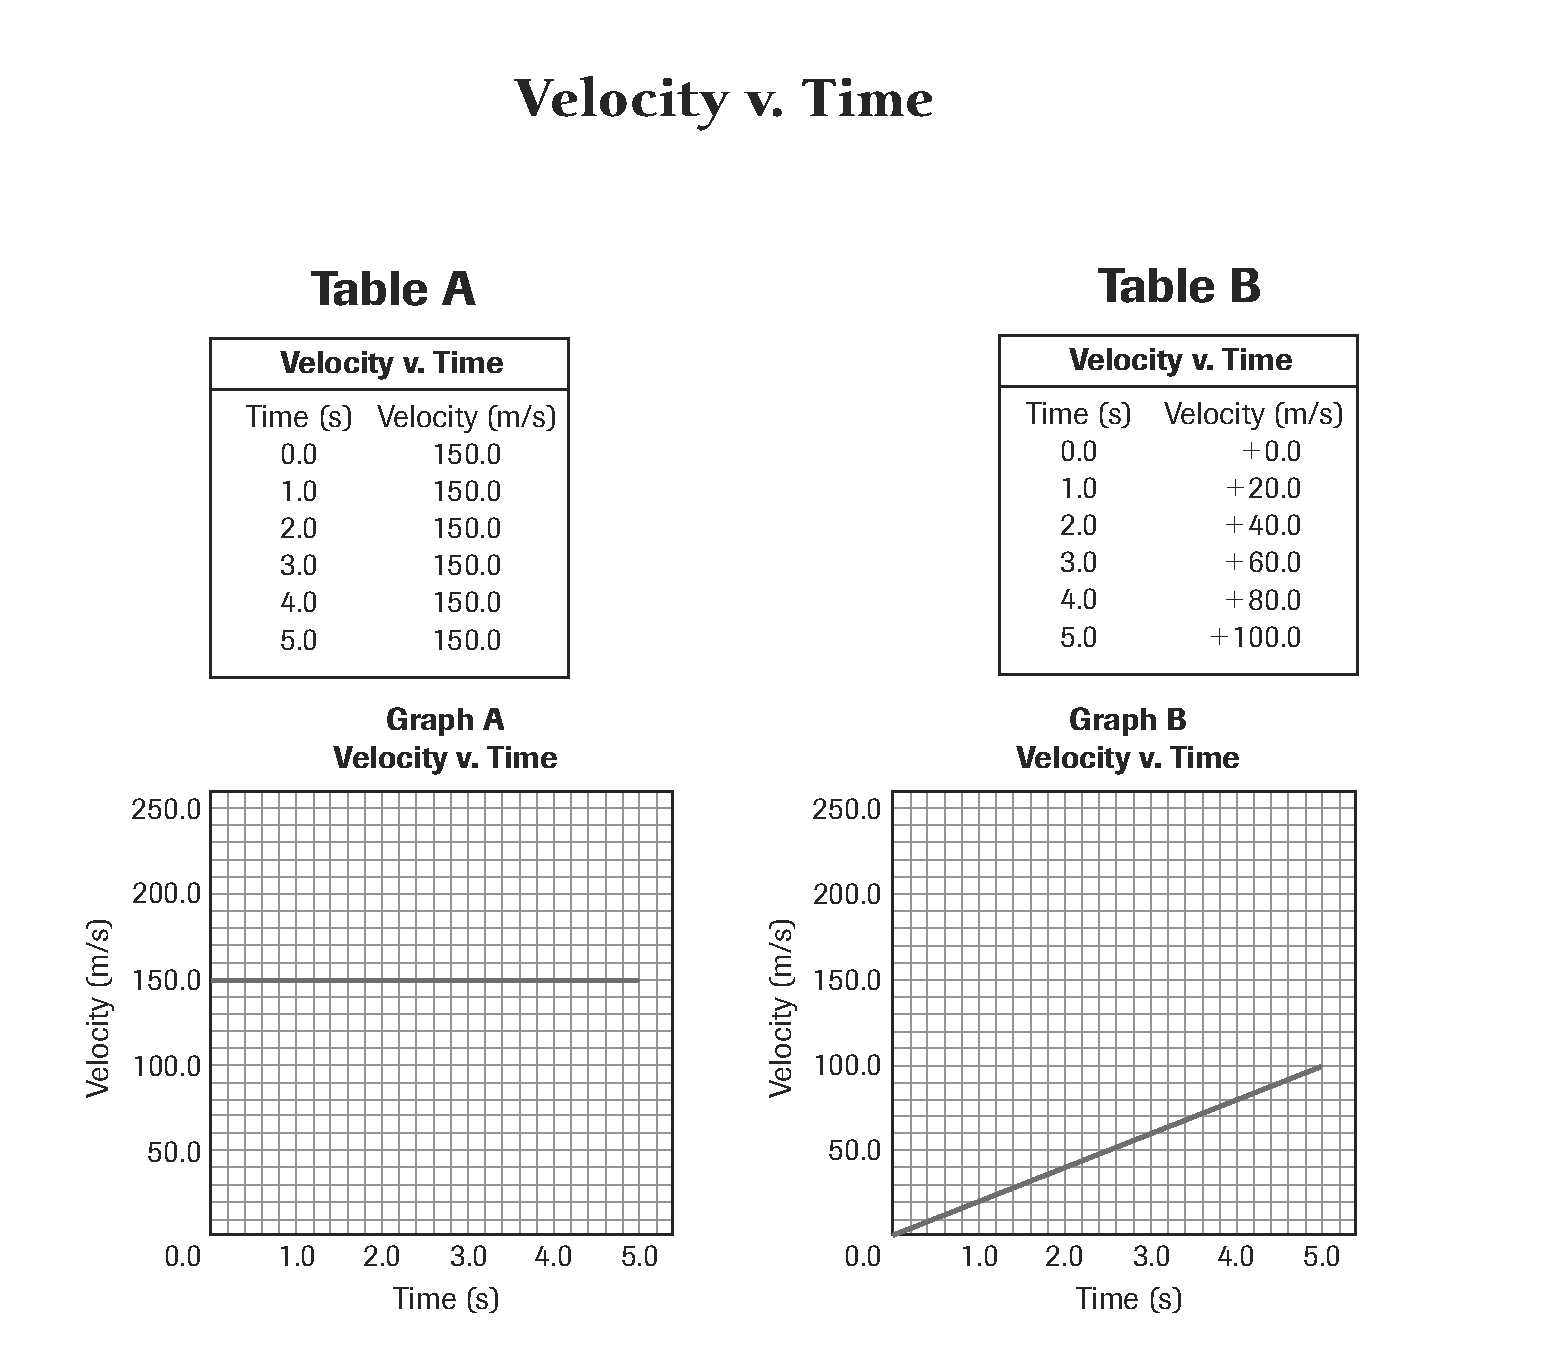 Velocity v. Time
Table A
Velocity v. Time
Time (s) Velocity (m/s)
0.0 150.0
1.0 150.0
2.0 150.0
3.0 150.0
4.0 150.0
5.0 150.0
Table B
Velocity v. Time
Time (s) Velocity (m/s)
0.0 +0.0
1.0 +20.0
2.0 +40.0
3.0 +60.0
4.0 +80.0
5.0 +100.0
Graph A
Velocity v. Time
Velocity (m/s)
250.0
200.0
150.0
100.0
50.0
0.0 1.0 2.0 3.0 4.0 5.0
Time (s)
Graph B
Velocity v. Time
Velocity (m/s)
250.0
200.0
150.0
100.0
50.0
0.0 1.0 2.0 3.0 4.0 5.0
Time (s)